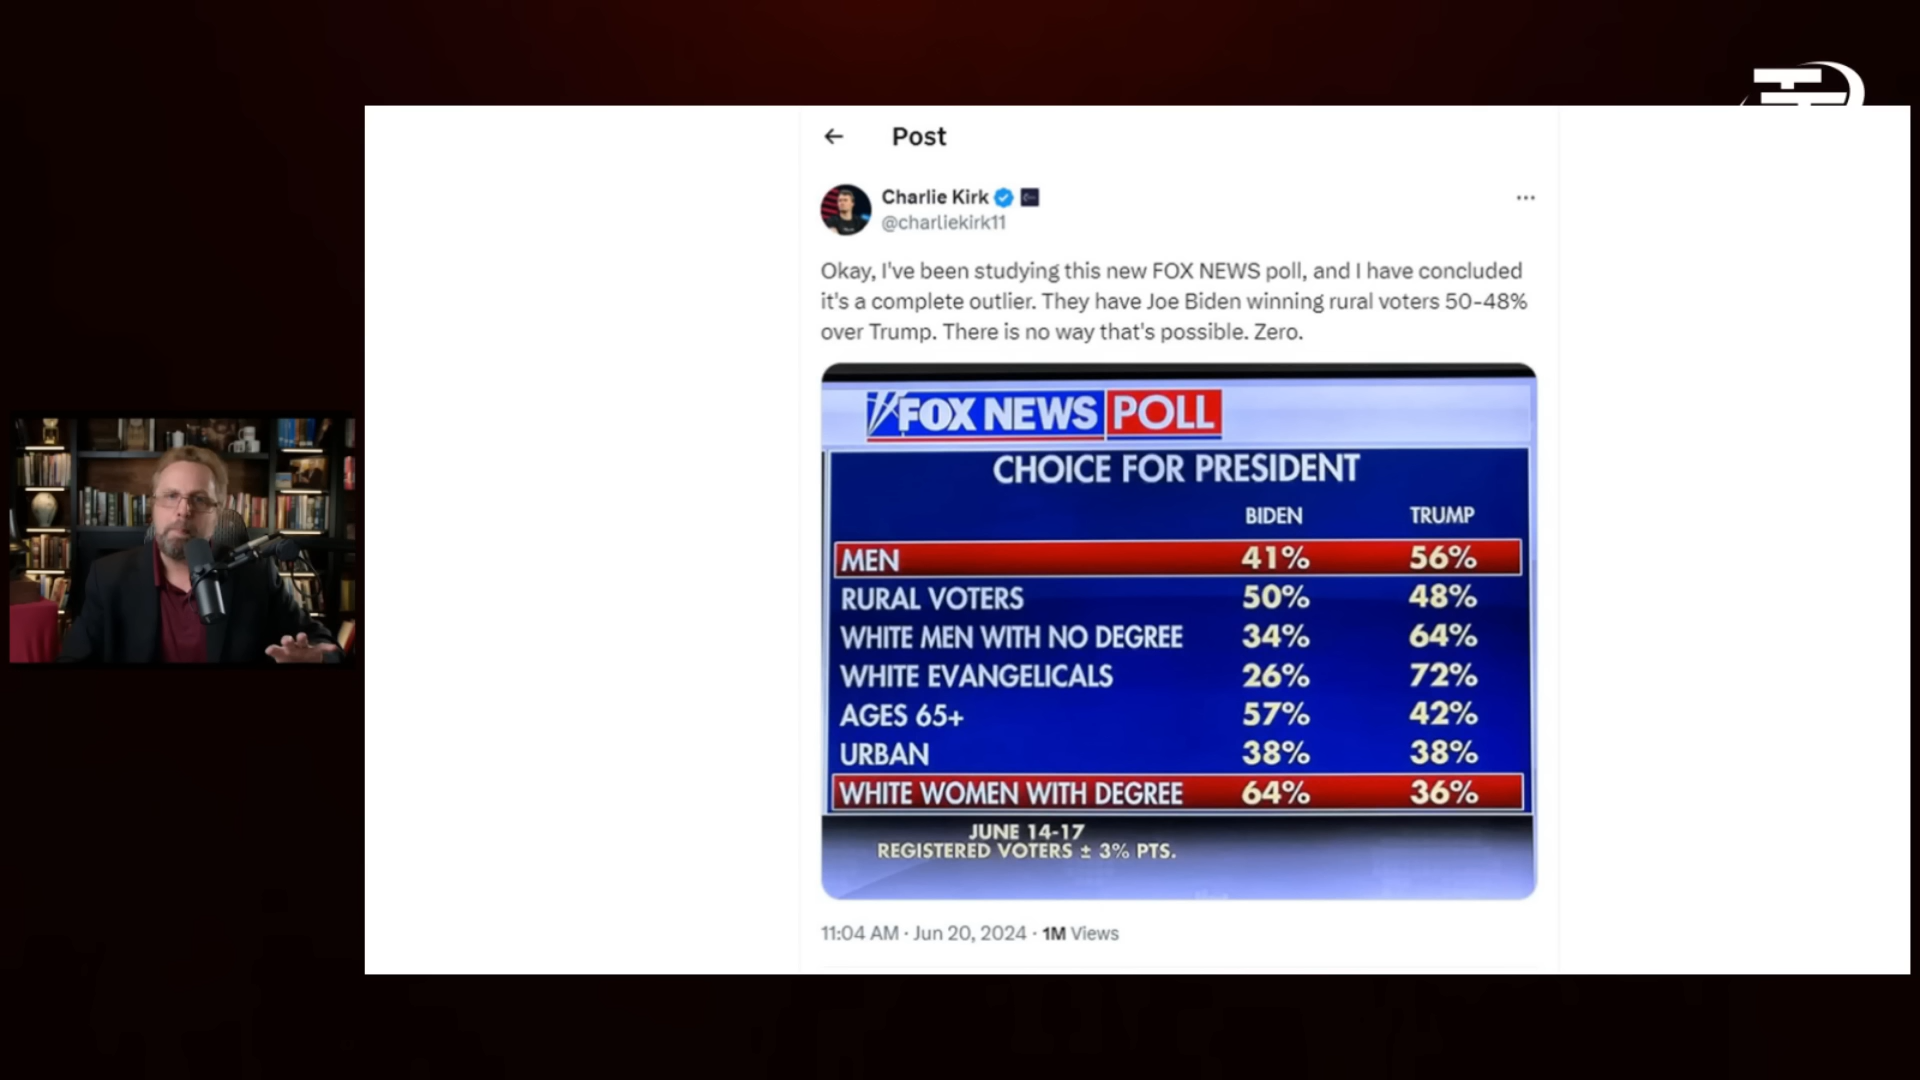 Post
Charlie Kirk
@charliekirk11
Okay, I've been studying this new FOX NEWS poll, and I have concluded
it's a complete outlier. They have Joe Biden winning rural voters 50-48%
over Trump. There is no way that's possible. Zero.
FOX NEWS POLL
CHOICE FOR PRESIDENT
BIDEN TRUMP
MEN 41% 56%
RURAL VOTERS 50% 48%
WHITE MEN WITH NO DEGREE 34% 64%
WHITE EVANGELICALS 26% 72%
AGES 65+ 57% 42%
URBAN 38% 38%
WHITE WOMEN WITH DEGREE 64% 36%
JUNE 14-17
REGISTERED VOTERS ± 3% PTS.
11:04 AM · Jun 20, 2024 · 1M Views